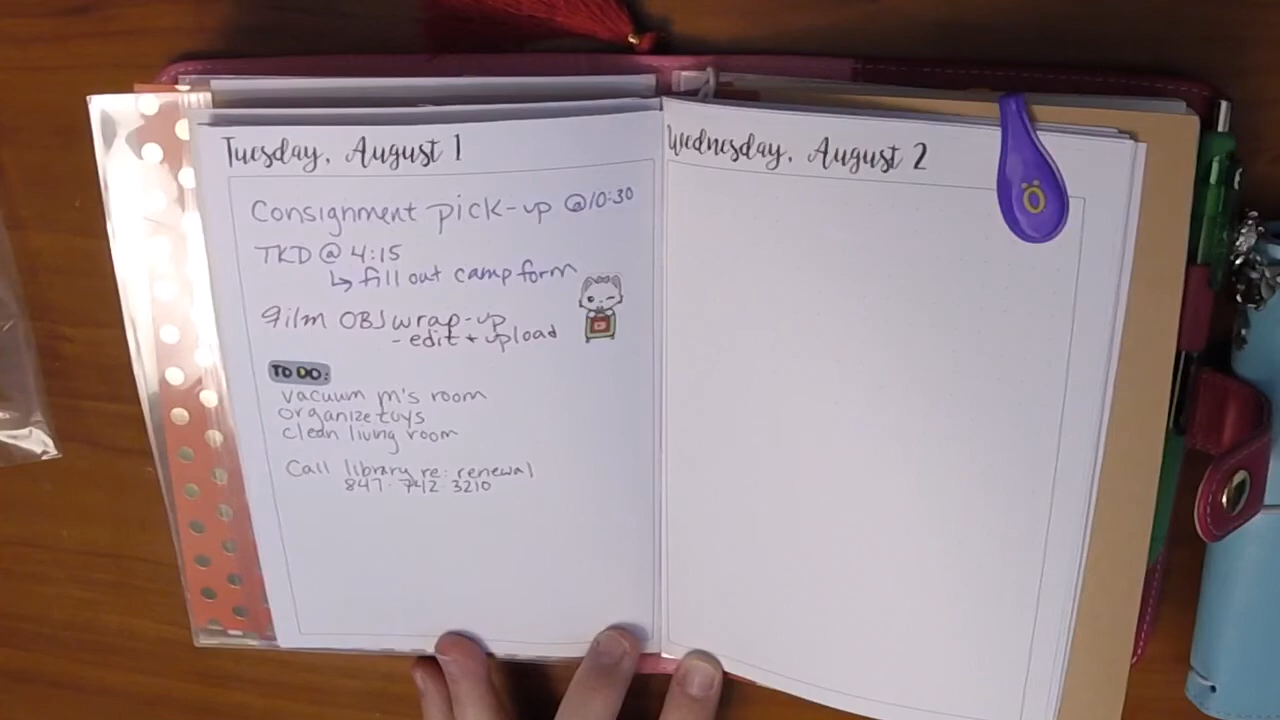 Tuesday, August 1
Consignment pick-up @10:30
TKD @ 4:15
↳ fill out camp form
film OBJ wrap-up
- edit + upload
TO DO:
vacuum M's room
organize toys
clean living room
Call library re: renewal
847·742·3210
Wednesday, August 2
Ö